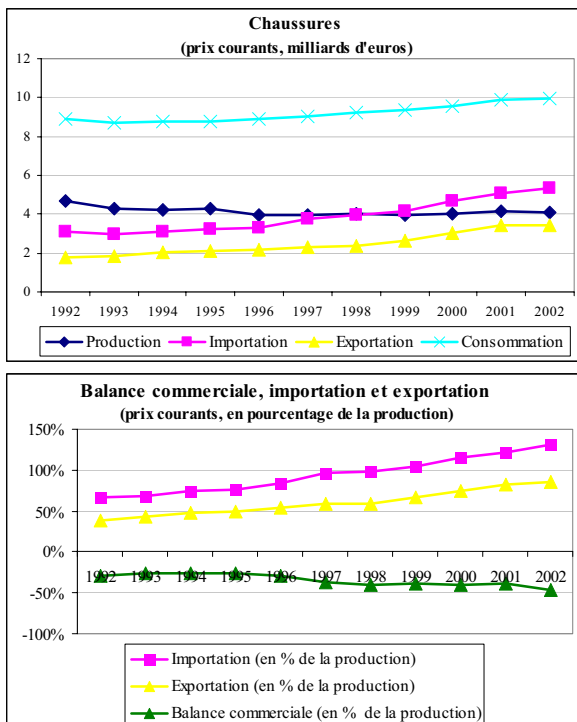 Chaussures
(prix courants, milliards d'euros)
12
10
8
6
4
2
0
1992 1993 1994 1995 1996 1997 1998 1999 2000 2001 2002
Production Importation Exportation Consommation
Balance commerciale, importation et exportation
(prix courants, en pourcentage de la production)
150%
100%
50%
0%
1992 1993 1994 1995 1996 1997 1998 1999 2000 2001 2002
-50%
-100%
Importation (en % de la production)
Exportation (en % de la production)
Balance commerciale (en % de la production)